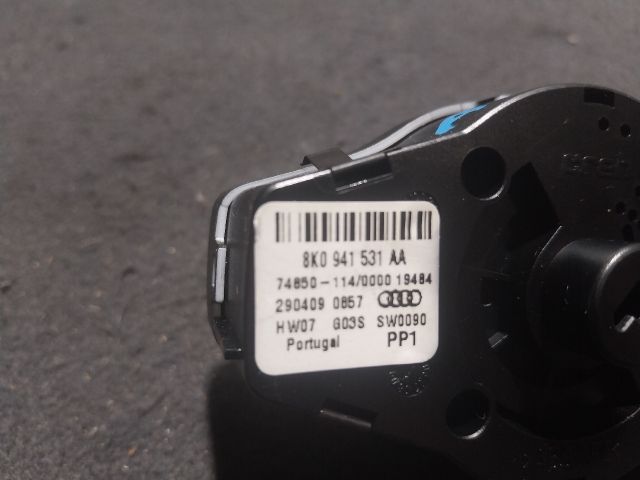 8K0 941 531 AA
74850-114/0000 19484
290409 0857
HW07 G03S SW0090
Portugal PP1